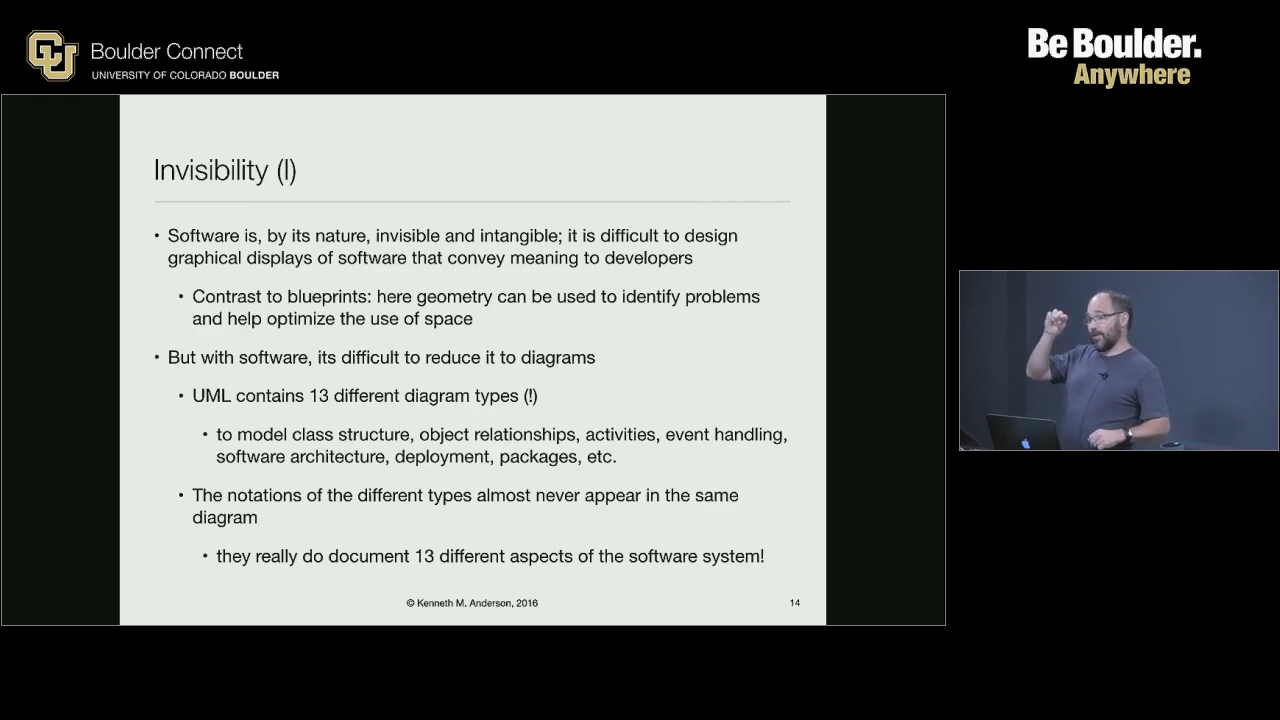 CU
Boulder Connect
UNIVERSITY OF COLORADO BOULDER
Be Boulder.
Anywhere
Invisibility (I)
• Software is, by its nature, invisible and intangible; it is difficult to design
graphical displays of software that convey meaning to developers
• Contrast to blueprints: here geometry can be used to identify problems
and help optimize the use of space
• But with software, its difficult to reduce it to diagrams
• UML contains 13 different diagram types (!)
• to model class structure, object relationships, activities, event handling,
software architecture, deployment, packages, etc.
• The notations of the different types almost never appear in the same
diagram
• they really do document 13 different aspects of the software system!
© Kenneth M. Anderson, 2016
14